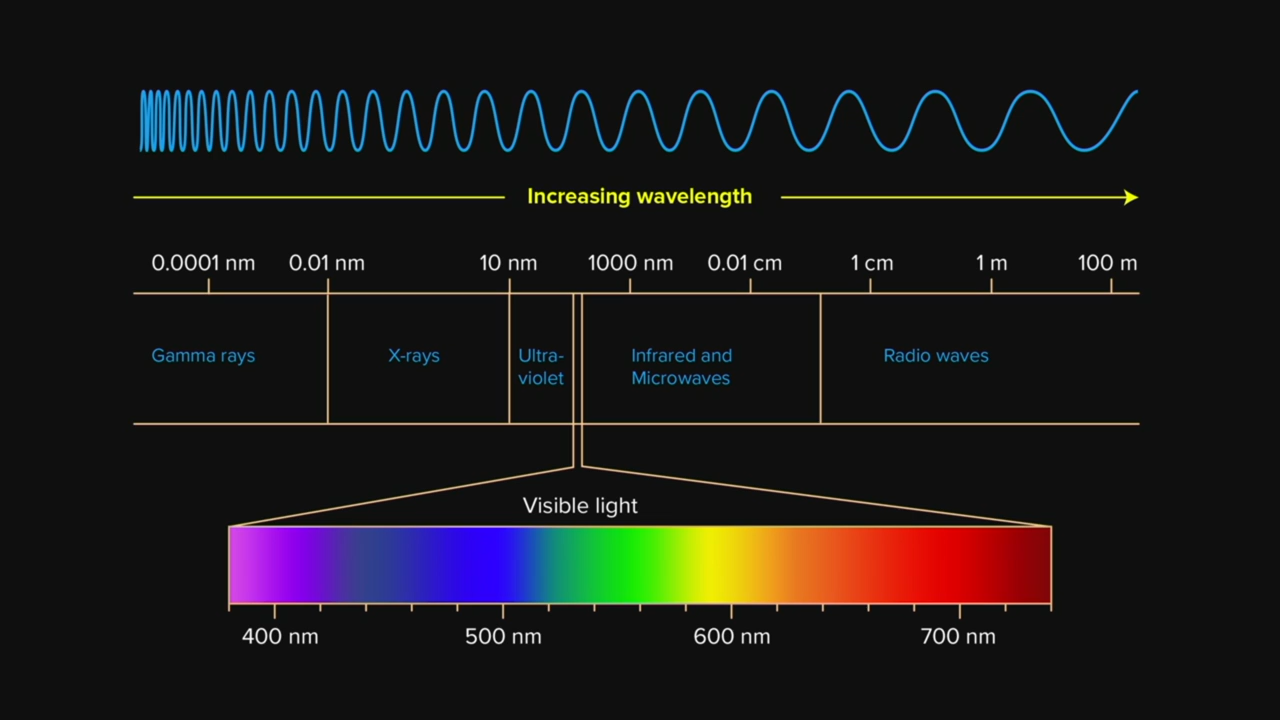 Increasing wavelength
0.0001 nm 0.01 nm 10 nm 1000 nm 0.01 cm 1 cm 1 m 100 m
Gamma rays X-rays Ultra- Infrared and Radio waves
violet Microwaves
Visible light
400 nm 500 nm 600 nm 700 nm